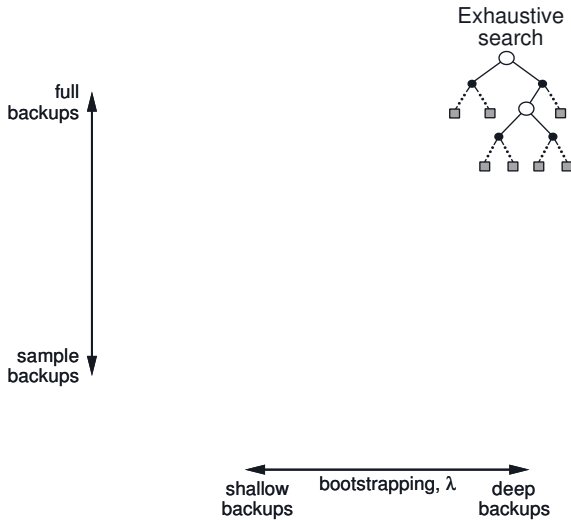 Exhaustive
search
full
backups
sample
backups
bootstrapping, λ
shallow
backups
deep
backups